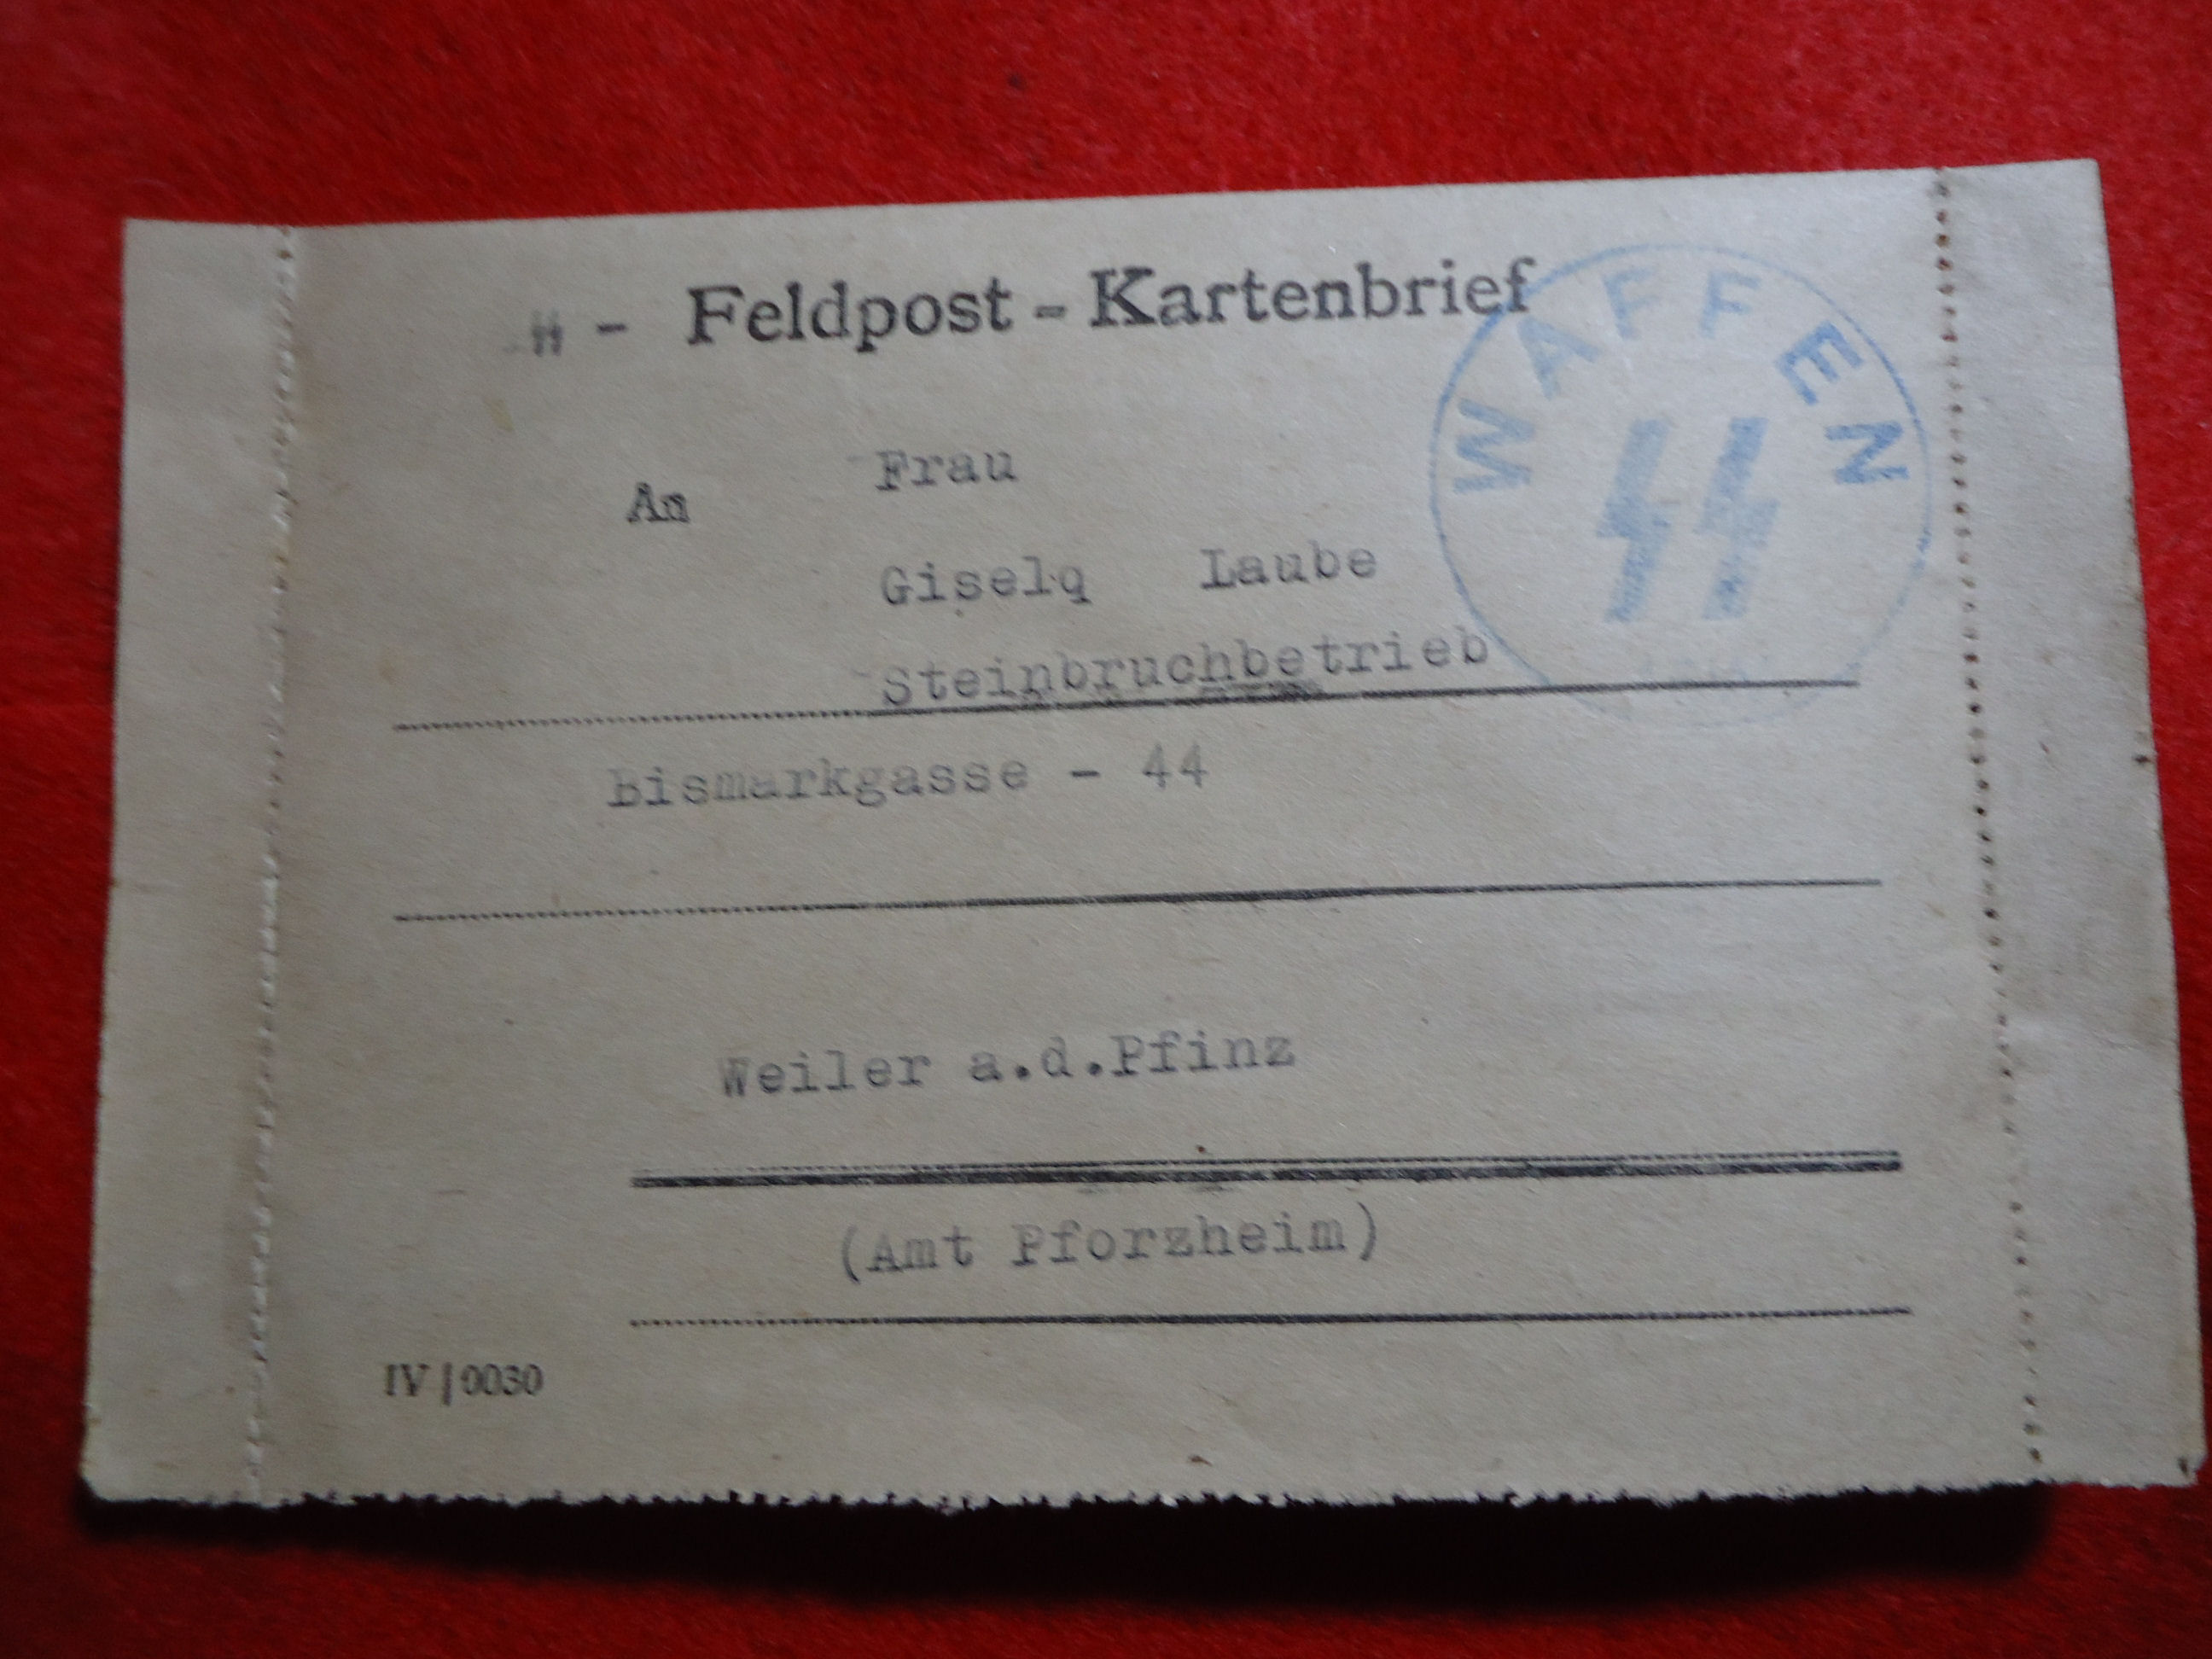 ᛋᛋ - Feldpost - Kartenbrief
WAFFEN
ᛋᛋ
An
Frau
Giselq Laube
Steinbruchbetrieb
Bismarkgasse - 44
Weiler a.d.Pfinz
(Amt Pforzheim)
IV | 0030